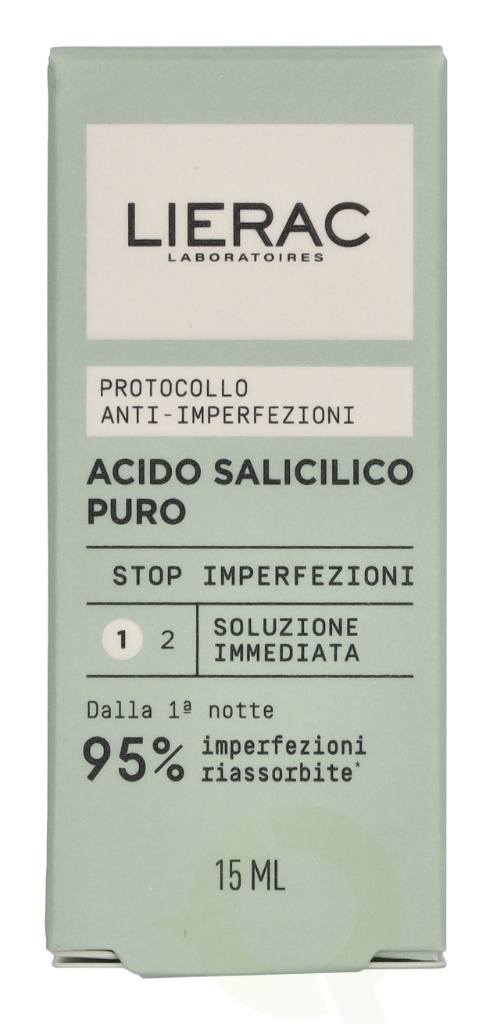 LIERAC
LABORATOIRES
PROTOCOLLO
ANTI-IMPERFEZIONI
ACIDO SALICILICO
PURO
STOP IMPERFEZIONI
1 2
SOLUZIONE
IMMEDIATA
Dalla 1ª notte
95% imperfezioni
riassorbite*
15 ML